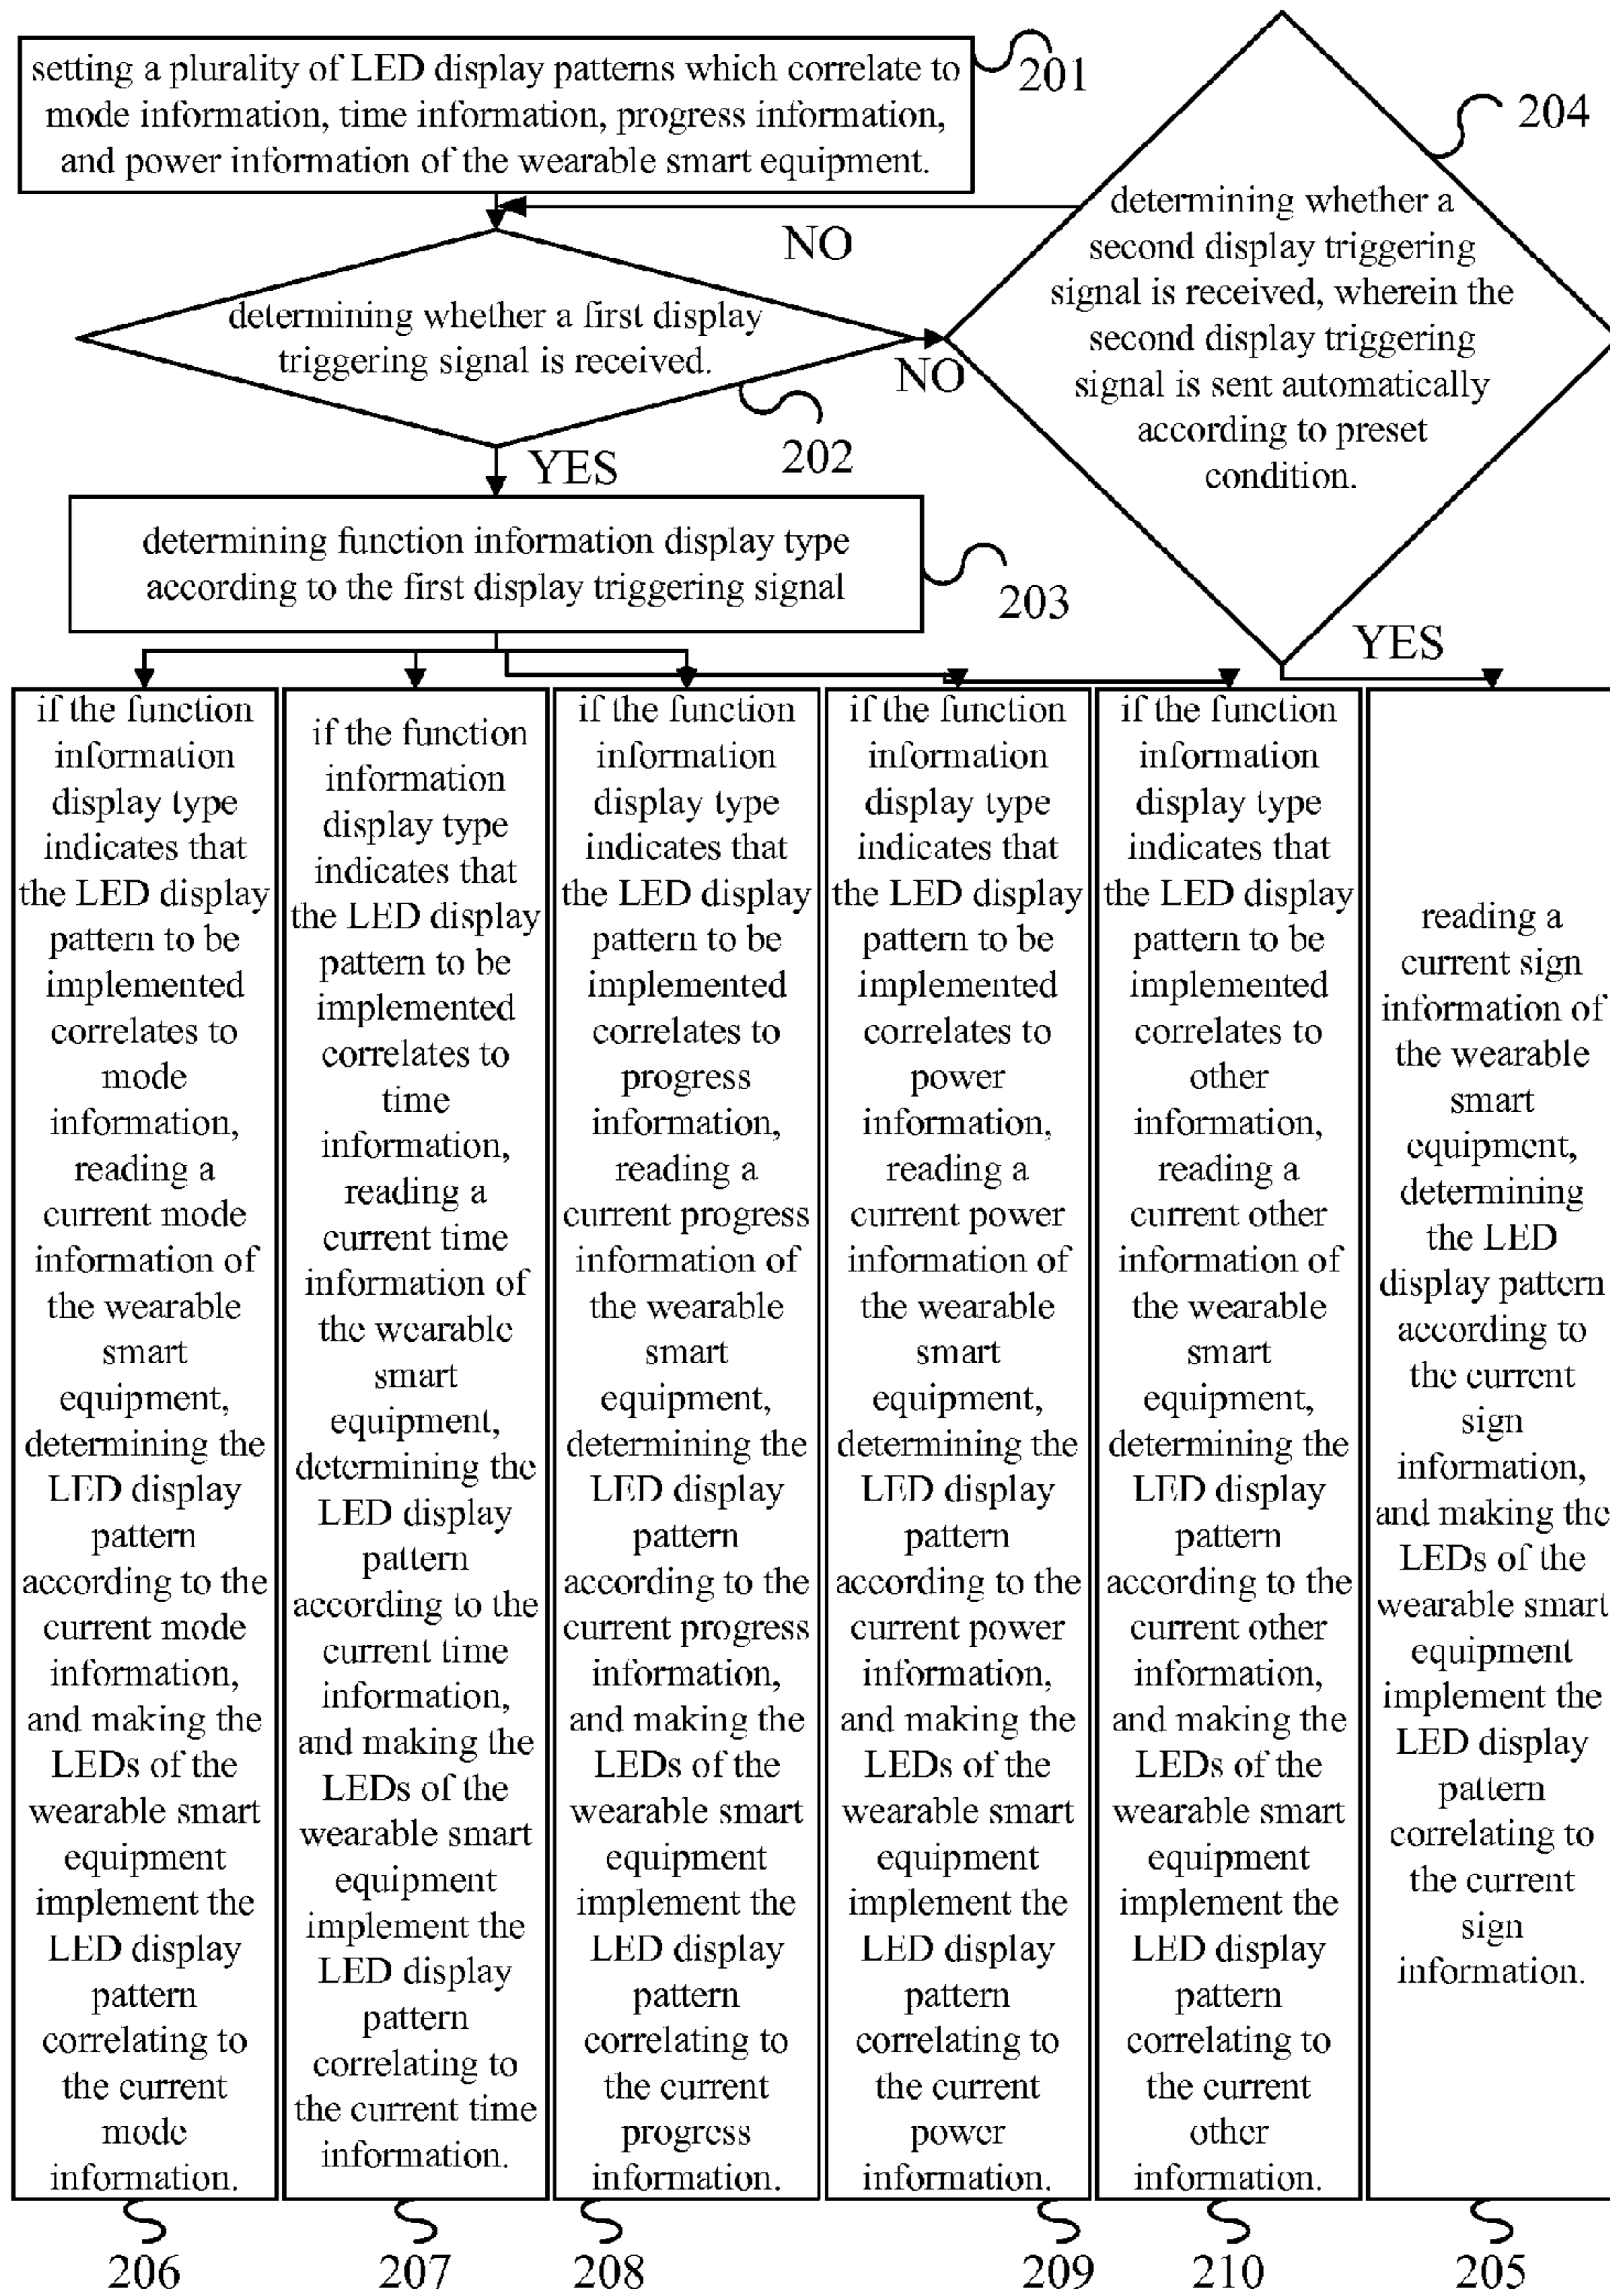 setting a plurality of LED display patterns which correlate to
mode information, time information, progress information,
and power information of the wearable smart equipment.
201
204
determining whether a
second display triggering
signal is received, wherein the
second display triggering
signal is sent automatically
according to preset
condition.
NO
determining whether a first display
triggering signal is received.
NO
202
YES
determining function information display type
according to the first display triggering signal
203
YES
if the function
information
display type
indicates that
the LED display
pattern to be
implemented
correlates to
mode
information,
reading a
current mode
information of
the wearable
smart
equipment,
determining the
LED display
pattern
according to the
current mode
information,
and making the
LEDs of the
wearable smart
equipment
implement the
LED display
pattern
correlating to
the current
mode
information.
if the function
information
display type
indicates that
the LED display
pattern to be
implemented
correlates to
time
information,
reading a
current time
information of
the wearable
smart
equipment,
determining the
LED display
pattern
according to the
current time
information,
and making the
LEDs of the
wearable smart
equipment
implement the
LED display
pattern
correlating to
the current time
information.
if the function
information
display type
indicates that
the LED display
pattern to be
implemented
correlates to
progress
information,
reading a
current progress
information of
the wearable
smart
equipment,
determining the
LED display
pattern
according to the
current progress
information,
and making the
LEDs of the
wearable smart
equipment
implement the
LED display
pattern
correlating to
the current
progress
information.
if the function
information
display type
indicates that
the LED display
pattern to be
implemented
correlates to
power
information,
reading a
current power
information of
the wearable
smart
equipment,
determining the
LED display
pattern
according to the
current power
information,
and making the
LEDs of the
wearable smart
equipment
implement the
LED display
pattern
correlating to
the current
power
information.
if the function
information
display type
indicates that
the LED display
pattern to be
implemented
correlates to
other
information,
reading a
current other
information of
the wearable
smart
equipment,
determining the
LED display
pattern
according to the
current other
information,
and making the
LEDs of the
wearable smart
equipment
implement the
LED display
pattern
correlating to
the current
other
information.
reading a
current sign
information of
the wearable
smart
equipment,
determining
the LED
display pattern
according to
the current
sign
information,
and making the
LEDs of the
wearable smart
equipment
implement the
LED display
pattern
correlating to
the current
sign
information.
206
207
208
209
210
205